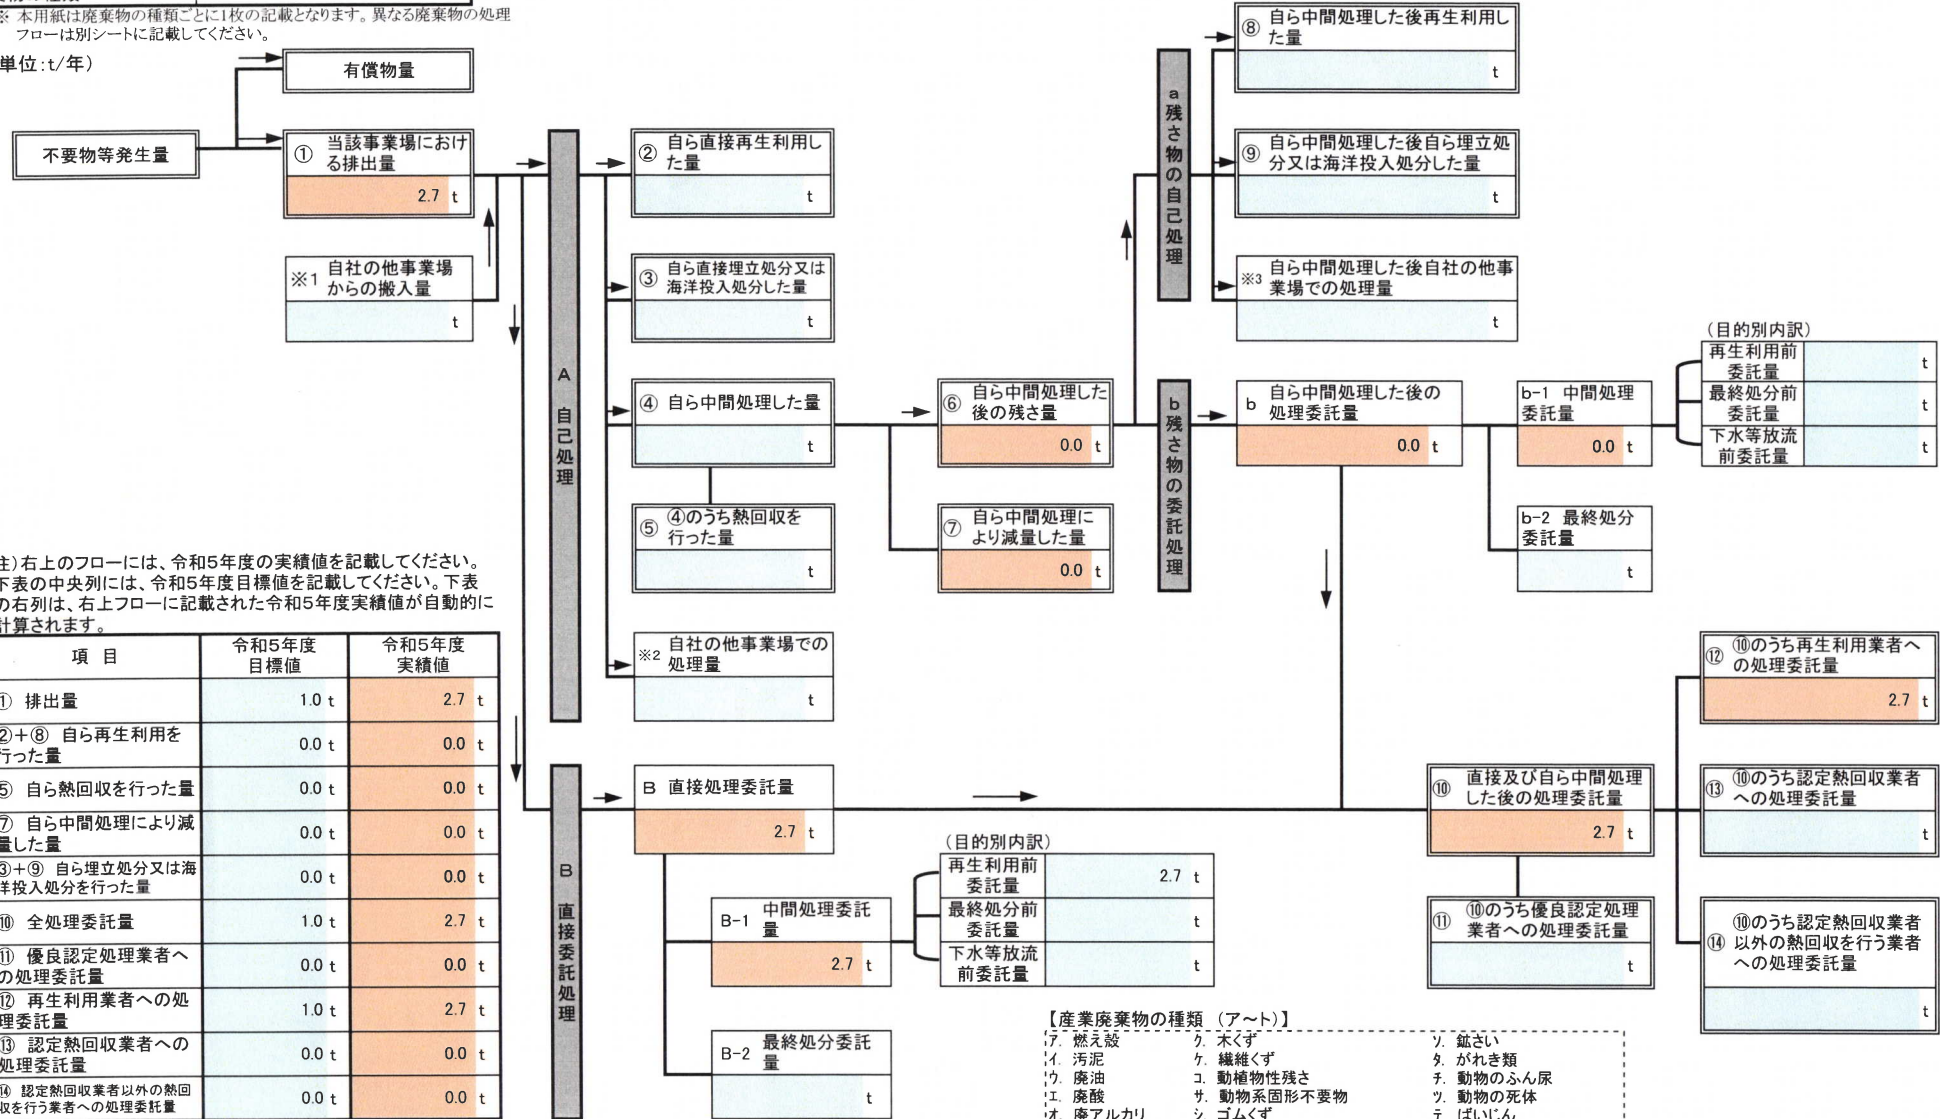 ※ 本用紙は廃棄物の種類ごとに1枚の記載となります。異なる廃棄物の処理
フローは別シートに記載してください。
単位:t/年）
有償物量
不要物等発生量
① 当該事業場におけ
る排出量
2.7 t
※1 自社の他事業場
からの搬入量
t
A 自己処理
② 自ら直接再生利用し
た量
t
③ 自ら直接埋立処分又は
海洋投入処分した量
t
④ 自ら中間処理した量
t
⑤ ④のうち熱回収を
行った量
t
※2 自社の他事業場での
処理量
t
⑥ 自ら中間処理した
後の残さ量
0.0 t
⑦ 自ら中間処理に
より減量した量
0.0 t
a 残さ物の自己処理
⑧ 自ら中間処理した後再生利用し
た量
t
⑨ 自ら中間処理した後自ら埋立処
分又は海洋投入処分した量
t
※3 自ら中間処理した後自社の他事
業場での処理量
t
b 残さ物の委託処理
b 自ら中間処理した後の
処理委託量
0.0 t
b-1 中間処理
委託量
0.0 t
b-2 最終処分
委託量
t
（目的別内訳）
再生利用前
委託量
t
最終処分前
委託量
t
下水等放流
前委託量
t
注）右上のフローには、令和5年度の実績値を記載してください。
下表の中央列には、令和5年度目標値を記載してください。下表
の右列は、右上フローに記載された令和5年度実績値が自動的に
計算されます。
項 目 令和5年度
目標値 令和5年度
実績値
① 排出量 1.0 t 2.7 t
②＋⑧ 自ら再生利用を
行った量 0.0 t 0.0 t
⑤ 自ら熱回収を行った量 0.0 t 0.0 t
⑦ 自ら中間処理により減
量した量 0.0 t 0.0 t
③＋⑨ 自ら埋立処分又は海
洋投入処分を行った量 0.0 t 0.0 t
⑩ 全処理委託量 1.0 t 2.7 t
⑪ 優良認定処理業者へ
の処理委託量 0.0 t 0.0 t
⑫ 再生利用業者への処
理委託量 1.0 t 2.7 t
⑬ 認定熱回収業者への
処理委託量 0.0 t 0.0 t
⑭ 認定熱回収業者以外の熱回
収を行う業者への処理委託量 0.0 t 0.0 t
B 直接委託処理
B 直接処理委託量
2.7 t
B-1 中間処理委託
量
2.7 t
B-2 最終処分委託
量
t
（目的別内訳）
再生利用前
委託量
2.7 t
最終処分前
委託量
t
下水等放流
前委託量
t
⑩ 直接及び自ら中間処理
した後の処理委託量
2.7 t
⑪ ⑩のうち優良認定処理
業者への処理委託量
t
⑫ ⑩のうち再生利用業者へ
の処理委託量
2.7 t
⑬ ⑩のうち認定熱回収業者
への処理委託量
t
⑭ ⑩のうち認定熱回収業者
以外の熱回収を行う業者
への処理委託量
t
【産業廃棄物の種類 （ア～ト）】
ア. 燃え殻 ク. 木くず ソ. 鉱さい
イ. 汚泥 ケ. 繊維くず タ. がれき類
ウ. 廃油 コ. 動植物性残さ チ. 動物のふん尿
エ. 廃酸 サ. 動物系固形不要物 ツ. 動物の死体
オ. 廃アルカリ シ. ゴムくず テ. ばいじん